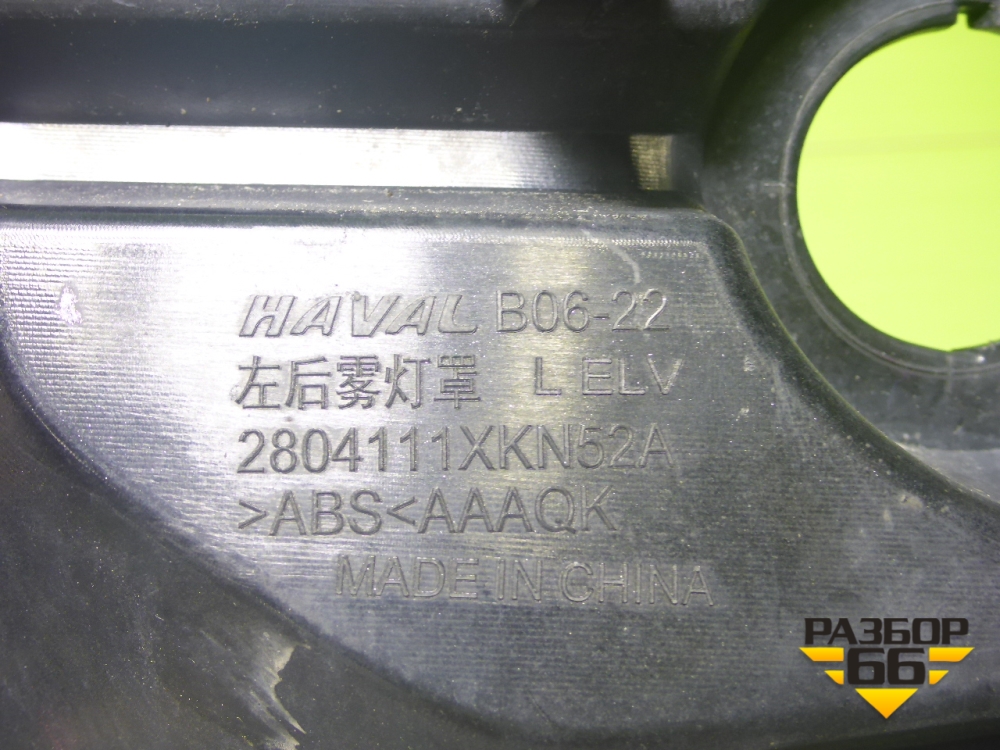 HAVAL B06-22
左后雾灯罩 L ELV
2804111XKN52A
>ABS<AAAQK
MADE IN CHINA
РАЗБОР
66